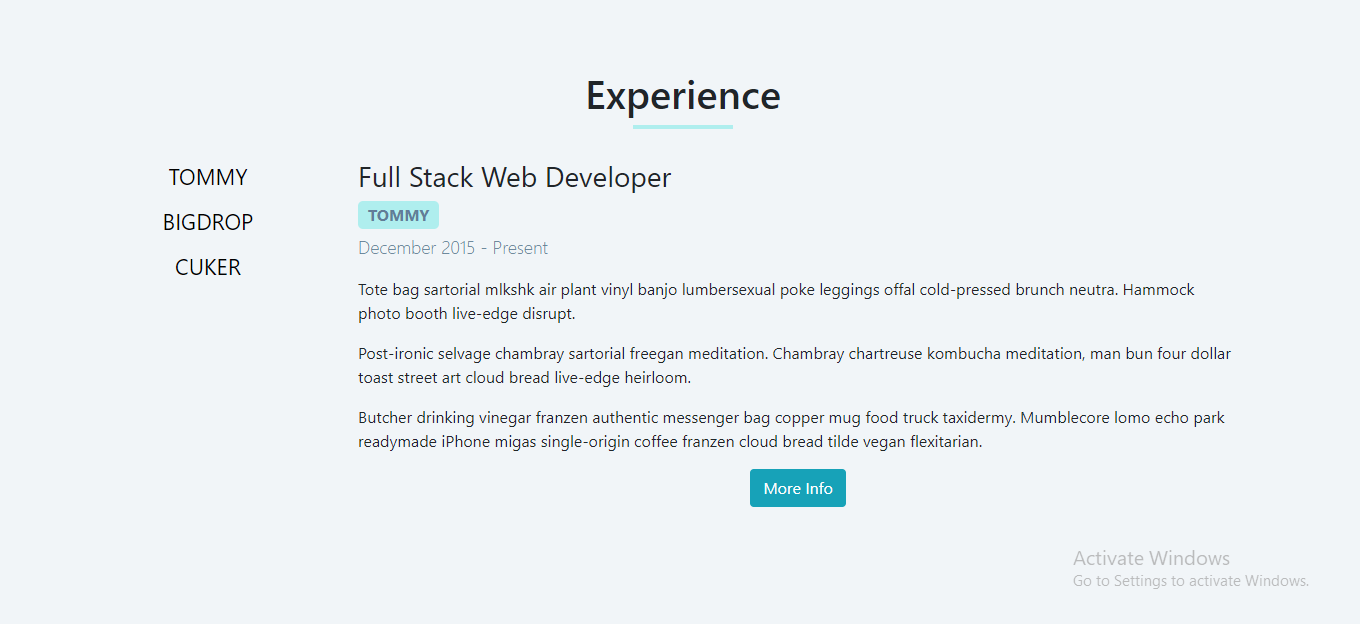 Experience
TOMMY
BIGDROP
CUKER
Full Stack Web Developer
TOMMY
December 2015 - Present
Tote bag sartorial mlkshk air plant vinyl banjo lumbersexual poke leggings offal cold-pressed brunch neutra. Hammock
photo booth live-edge disrupt.
Post-ironic selvage chambray sartorial freegan meditation. Chambray chartreuse kombucha meditation, man bun four dollar
toast street art cloud bread live-edge heirloom.
Butcher drinking vinegar franzen authentic messenger bag copper mug food truck taxidermy. Mumblecore lomo echo park
readymade iPhone migas single-origin coffee franzen cloud bread tilde vegan flexitarian.
More Info
Activate Windows
Go to Settings to activate Windows.